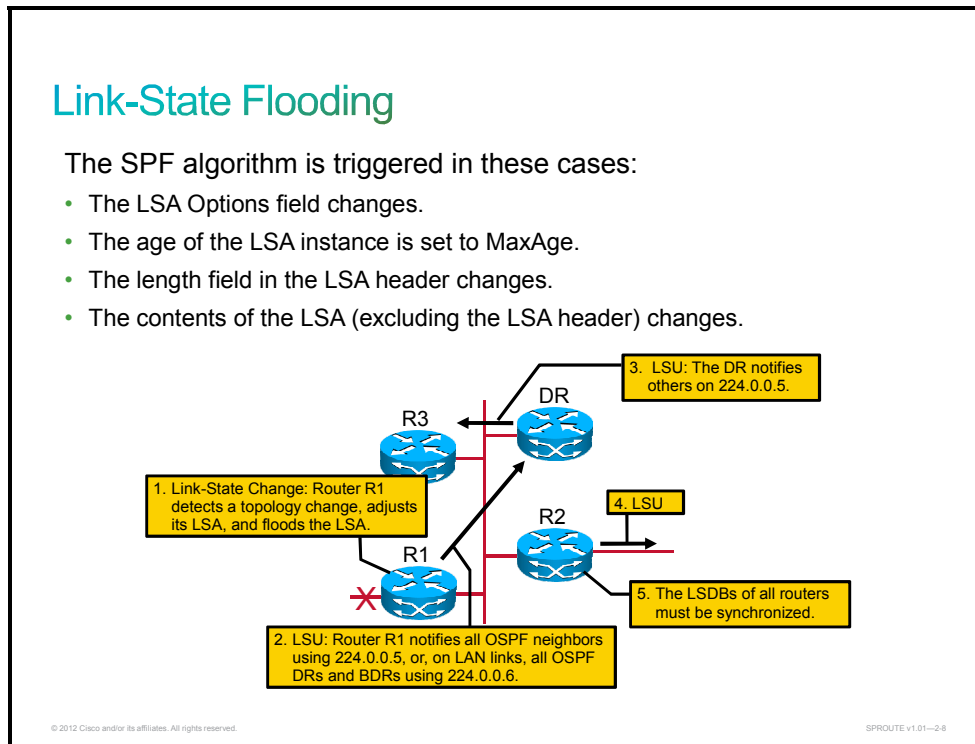 Link-State Flooding
The SPF algorithm is triggered in these cases:
• The LSA Options field changes.
• The age of the LSA instance is set to MaxAge.
• The length field in the LSA header changes.
• The contents of the LSA (excluding the LSA header) changes.
3. LSU: The DR notifies
others on 224.0.0.5.
DR
R3
1. Link-State Change: Router R1
detects a topology change, adjusts
its LSA, and floods the LSA.
4. LSU
R2
R1
5. The LSDBs of all routers
must be synchronized.
2. LSU: Router R1 notifies all OSPF neighbors
using 224.0.0.5, or, on LAN links, all OSPF
DRs and BDRs using 224.0.0.6.
© 2012 Cisco and/or its affiliates. All rights reserved.
SPROUTE v1.01—2-8